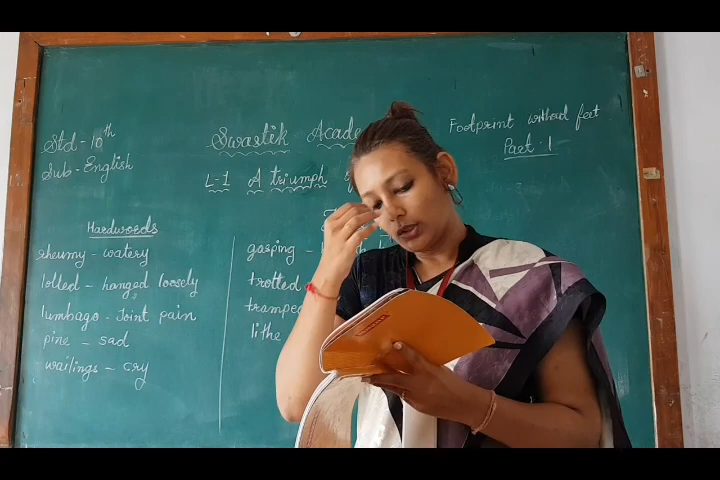 Std - 10th
Sub - English
Swastik Acade
Footprint without feet
Part . 1
L-1 A triumph
Hardwords
rheumy - watery
lolled - hanged loosely
lumbago - Joint pain
pine - sad
wailings - cry
gasping -
trotted
tramped
lithe